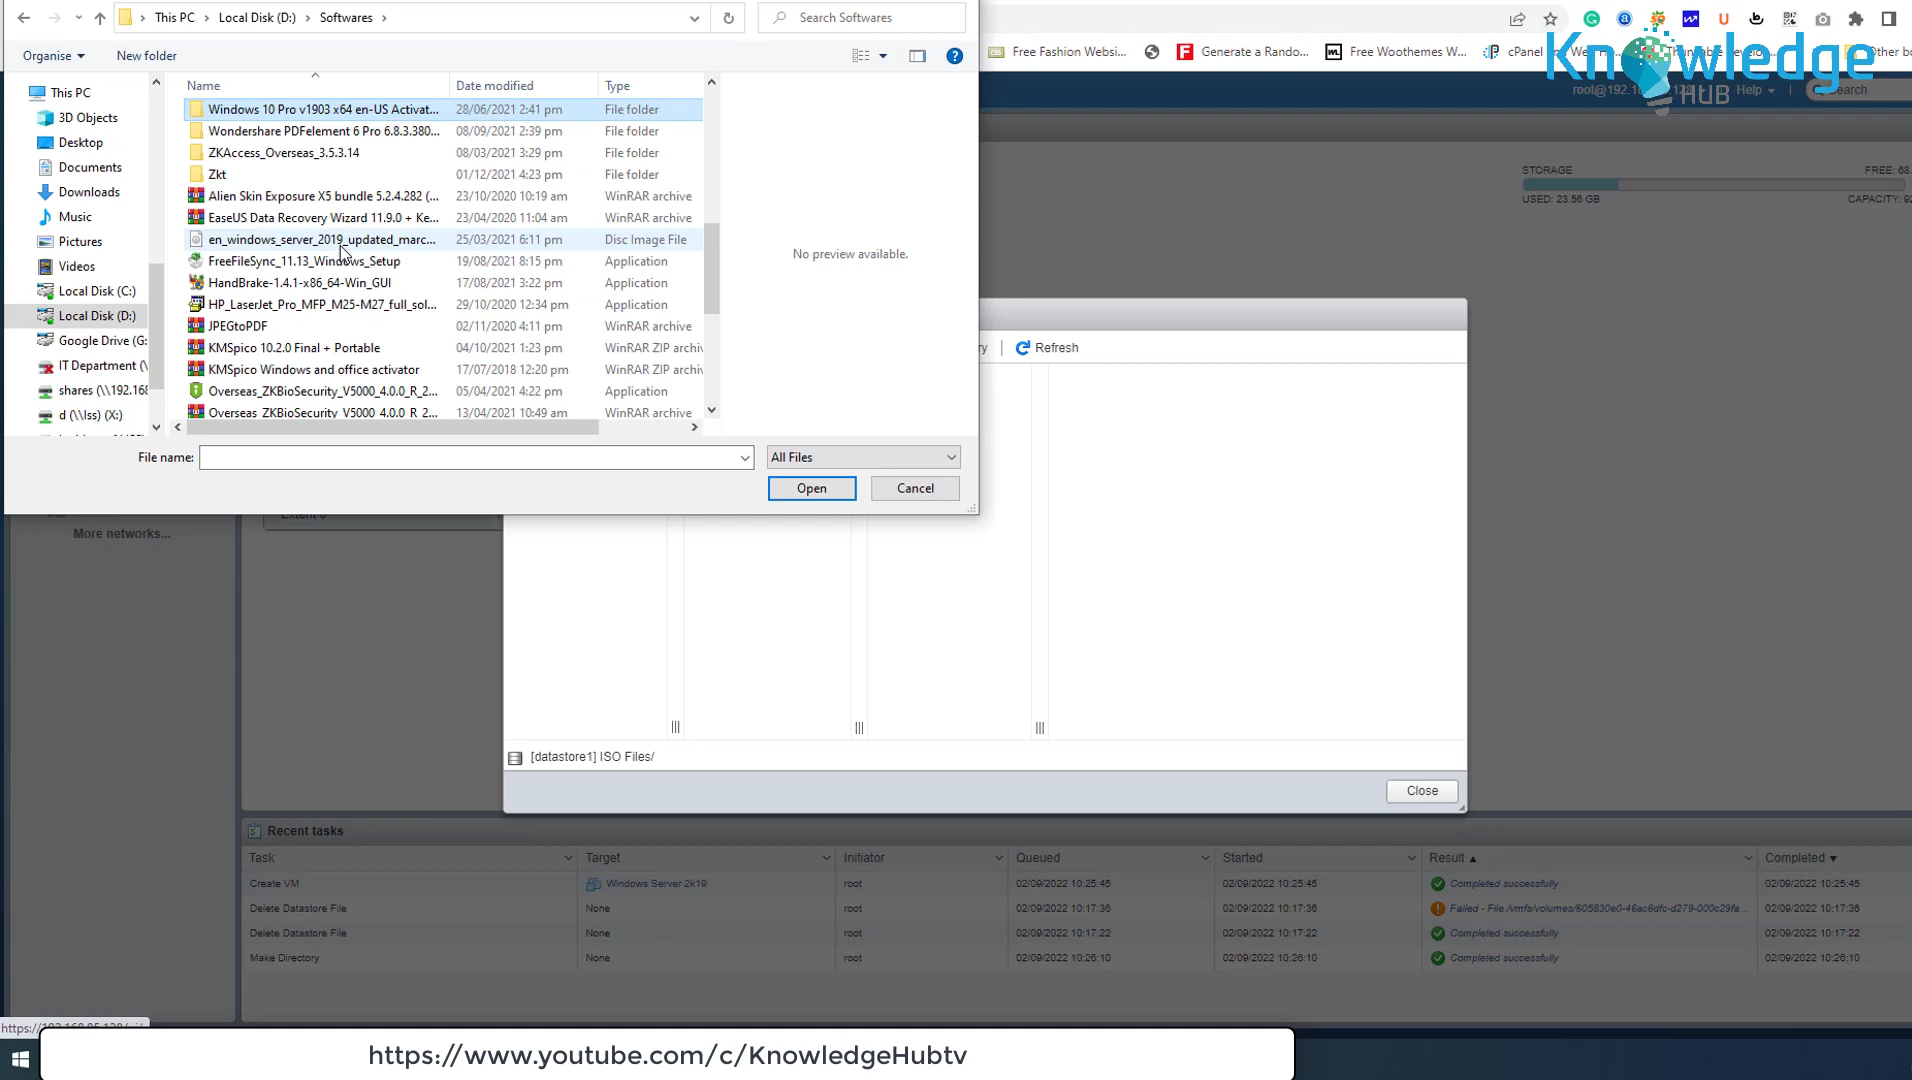 This PC > Local Disk (D:) > Softwares >
Search Softwares
Organise
New folder
Name
Date modified
Type
This PC
3D Objects
Desktop
Documents
Downloads
Music
Pictures
Videos
Local Disk (C:)
Local Disk (D:)
Google Drive (G:
IT Department (\
shares (\\192.168
d (\\lss) (X:)
Windows 10 Pro v1903 x64 en-US Activat... 28/06/2021 2:41 pm File folder
Wondershare PDFelement 6 Pro 6.8.3.380... 08/09/2021 2:39 pm File folder
ZKAccess_Overseas_3.5.3.14 08/03/2021 3:29 pm File folder
Zkt 01/12/2021 4:23 pm File folder
Alien Skin Exposure X5 bundle 5.2.4.282 (... 23/10/2020 10:19 am WinRAR archive
EaseUS Data Recovery Wizard 11.9.0 + Ke... 23/04/2020 11:04 am WinRAR archive
en_windows_server_2019_updated_marc... 25/03/2021 6:11 pm Disc Image File
FreeFileSync_11.13_Windows_Setup 19/08/2021 8:15 pm Application
HandBrake-1.4.1-x86_64-Win_GUI 17/08/2021 3:22 pm Application
HP_LaserJet_Pro_MFP_M25-M27_full_sol... 29/10/2020 12:34 pm Application
JPEGtoPDF 02/11/2020 4:11 pm WinRAR archive
KMSpico 10.2.0 Final + Portable 04/10/2021 1:23 pm WinRAR ZIP archiv
KMSpico Windows and office activator 17/07/2018 12:20 pm WinRAR ZIP archiv
Overseas_ZKBioSecurity_V5000_4.0.0_R_2... 05/04/2021 4:22 pm Application
Overseas_ZKBioSecurity_V5000_4.0.0_R_2... 13/04/2021 10:49 am WinRAR archive
No preview available.
File name:
All Files
Open
Cancel
Free Fashion Websi...
Generate a Rando...
Free Woothemes W...
Knowledge
HUB
root@192.
Help
Search
STORAGE
FREE: 68.
USED: 23.56 GB
CAPACITY: 92
ry
Refresh
More networks...
[datastore1] ISO Files/
Close
Recent tasks
Task Target Initiator Queued Started Result Completed
Create VM Windows Server 2k19 root 02/09/2022 10:25:45 02/09/2022 10:25:45 Completed successfully 02/09/2022 10:25:45
Delete Datastore File None root 02/09/2022 10:17:36 02/09/2022 10:17:36 Failed - File /vmfs/volumes/605830e0-46ac6dfc-d279-000c29fa... 02/09/2022 10:17:36
Delete Datastore File None root 02/09/2022 10:17:22 02/09/2022 10:17:22 Completed successfully 02/09/2022 10:17:22
Make Directory None root 02/09/2022 10:26:10 02/09/2022 10:26:10 Completed successfully 02/09/2022 10:26:10
https://www.youtube.com/c/KnowledgeHubtv